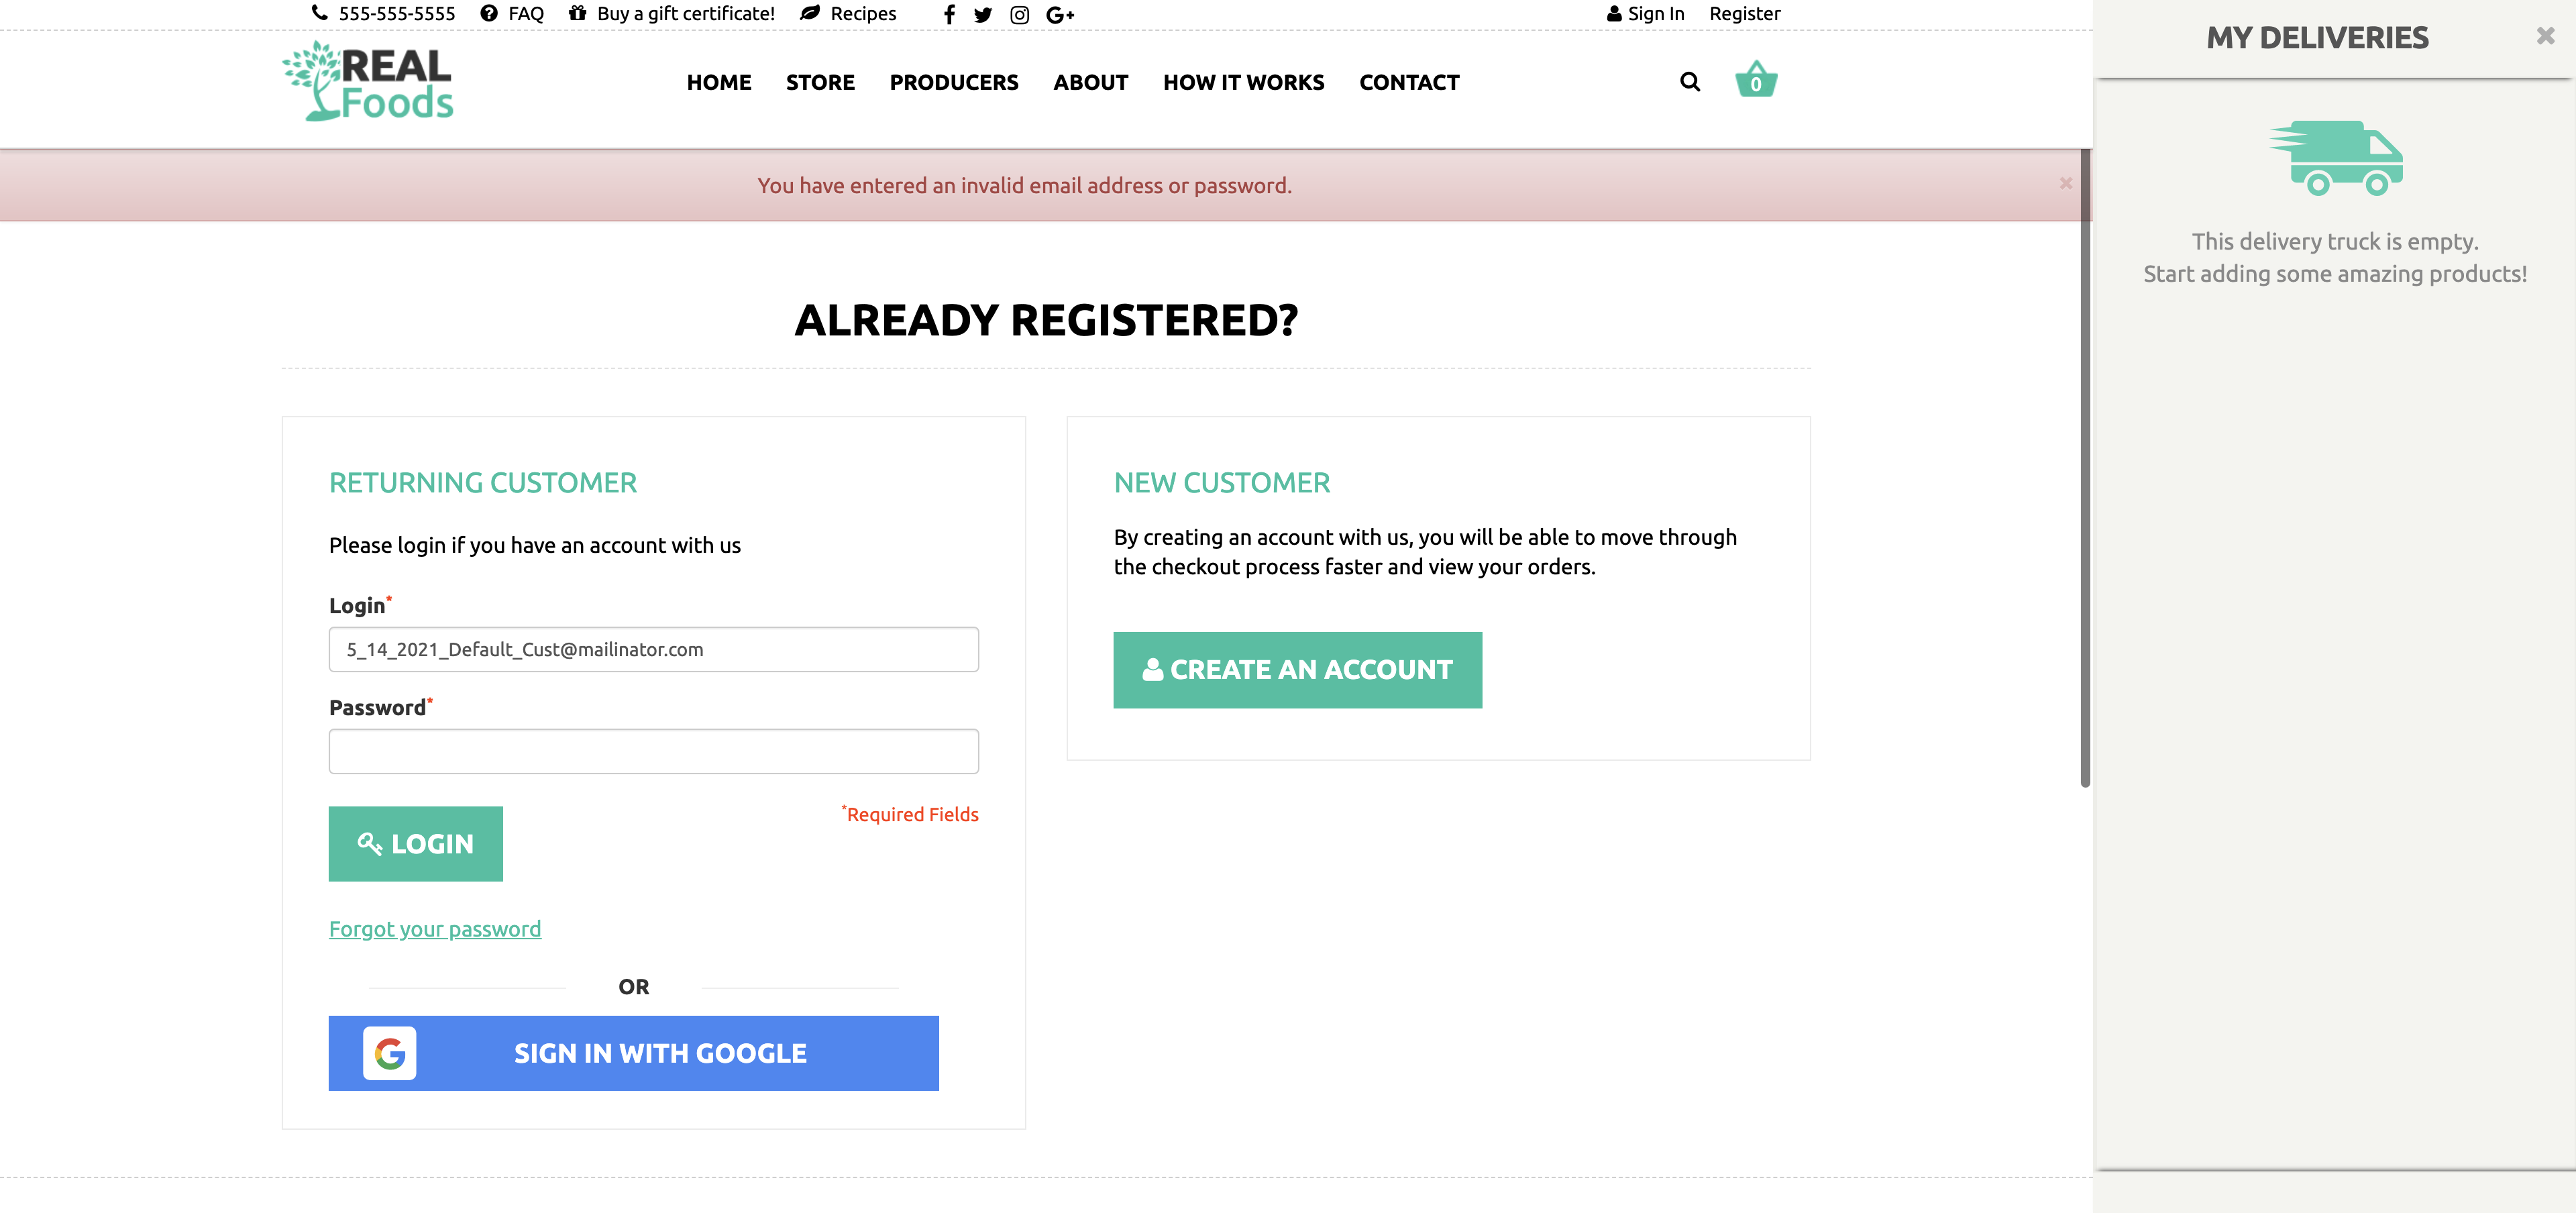 555-555-5555 FAQ Buy a gift certificate! Recipes Sign In Register
REAL
Foods
HOME STORE PRODUCERS ABOUT HOW IT WORKS CONTACT
0
MY DELIVERIES
This delivery truck is empty.
Start adding some amazing products!
You have entered an invalid email address or password.
ALREADY REGISTERED?
RETURNING CUSTOMER
Please login if you have an account with us
Login*
5_14_2021_Default_Cust@mailinator.com
Password*
*Required Fields
LOGIN
Forgot your password
OR
SIGN IN WITH GOOGLE
NEW CUSTOMER
By creating an account with us, you will be able to move through
the checkout process faster and view your orders.
CREATE AN ACCOUNT